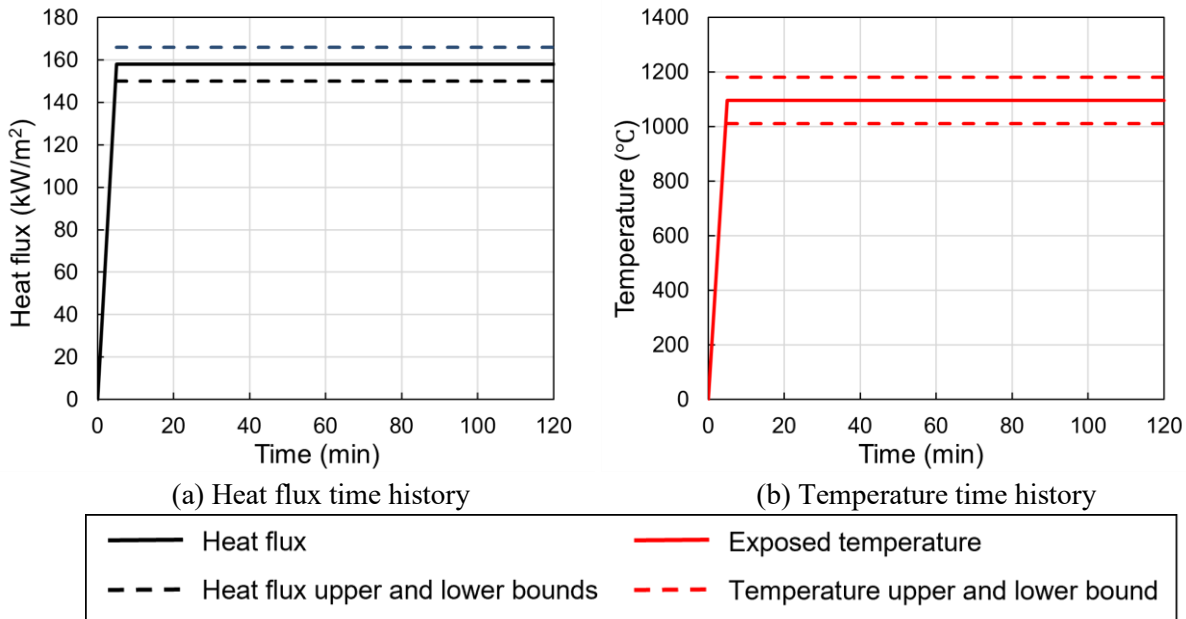 180
160
140
120
100
80
60
40
20
0
Heat flux (kW/m²)
0 20 40 60 80 100 120
Time (min)
(a) Heat flux time history
1400
1200
1000
800
600
400
200
0
Temperature (°C)
0 20 40 60 80 100 120
Time (min)
(b) Temperature time history
Heat flux
Exposed temperature
Heat flux upper and lower bounds
Temperature upper and lower bound